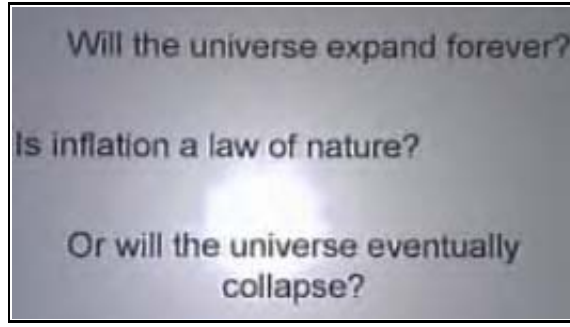 Will the universe expand forever?
Is inflation a law of nature?
Or will the universe eventually
collapse?